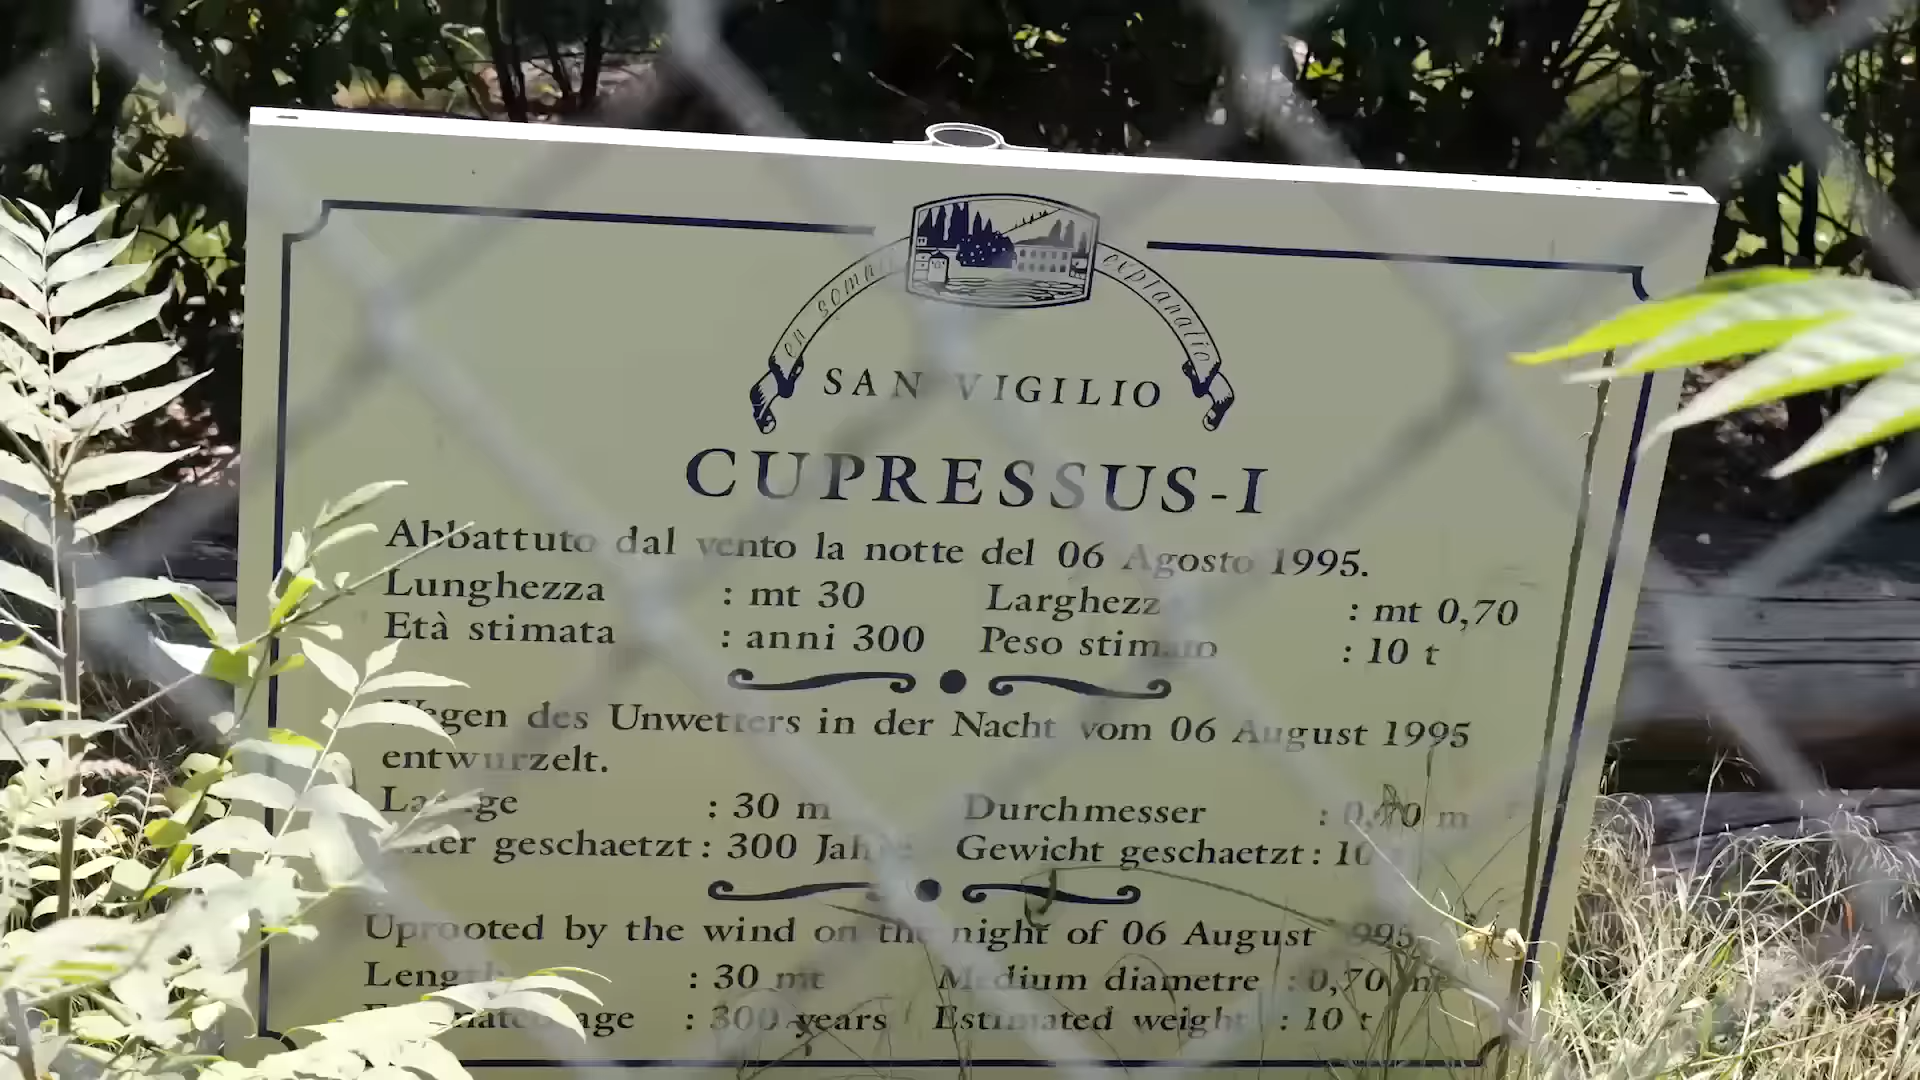 SAN VIGILIO
CUPRESSUS-I
Abbattuto dal vento la notte del 06 Agosto 1995.
Lunghezza : mt 30 Larghezz : mt 0,70
Età stimata : anni 300 Peso stimato : 10 t
Wegen des Unwetters in der Nacht vom 06 August 1995
entwurzelt.
Laenge : 30 m Durchmesser : 0,70 m
Alter geschaetzt : 300 Jahre Gewicht geschaetzt : 10
Uprooted by the wind on the night of 06 August 1995
Length : 30 mt Medium diametre : 0,70 mt
Estimated age : 300 years Estimated weight : 10 t